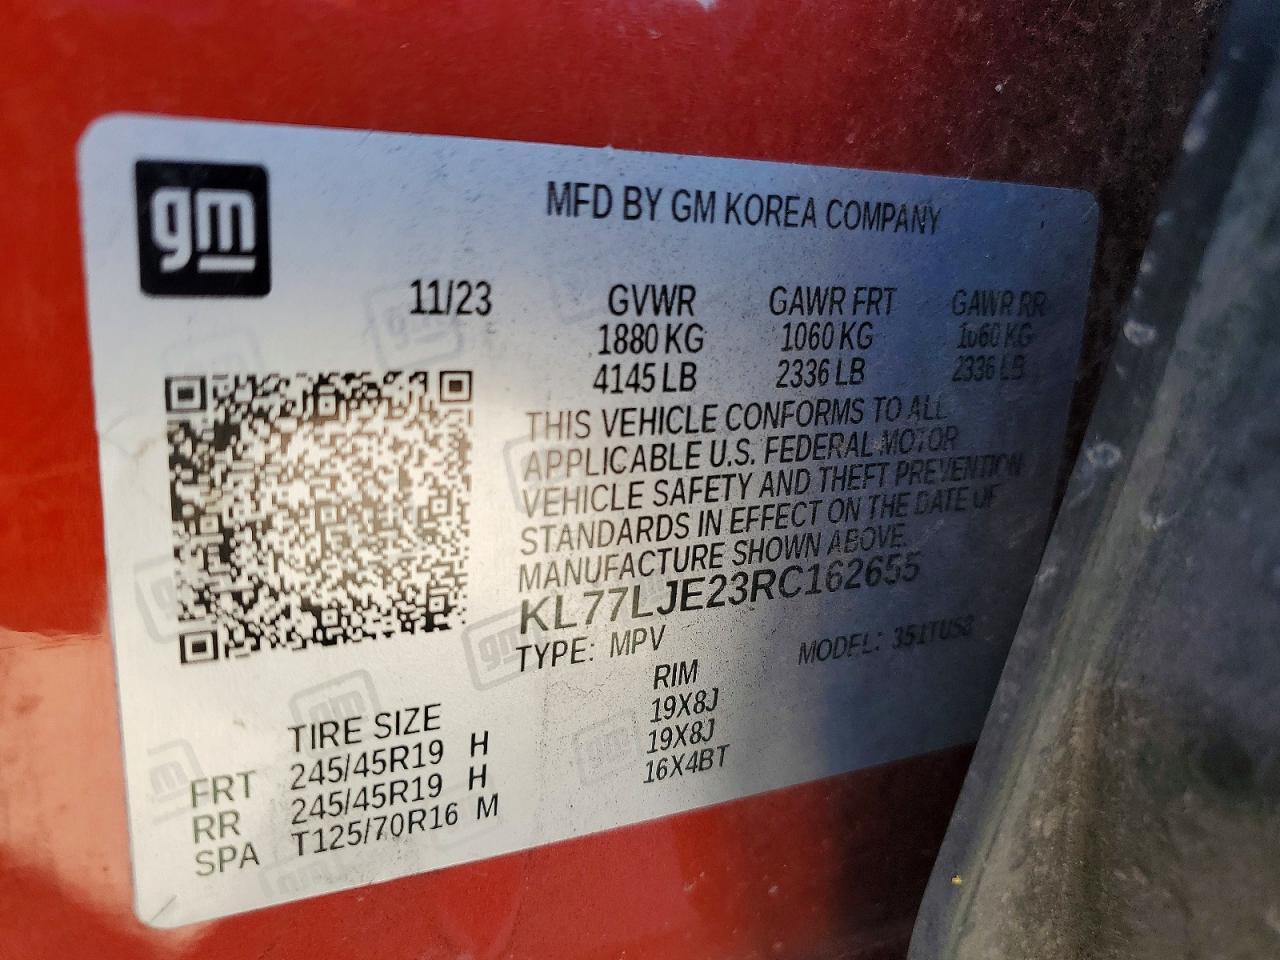 gm
MFD BY GM KOREA COMPANY
11/23 GVWR GAWR FRT GAWR RR
1880 KG 1060 KG 1060 KG
4145 LB 2336 LB 2336 LB
THIS VEHICLE CONFORMS TO ALL
APPLICABLE U.S. FEDERAL MOTOR
VEHICLE SAFETY AND THEFT PREVENTION
STANDARDS IN EFFECT ON THE DATE OF
MANUFACTURE SHOWN ABOVE.
KL77LJE23RC162655
TYPE: MPV MODEL: 351TUS8
TIRE SIZE RIM
FRT 245/45R19 H 19X8J
RR 245/45R19 H 19X8J
SPA T125/70R16 M 16X4BT